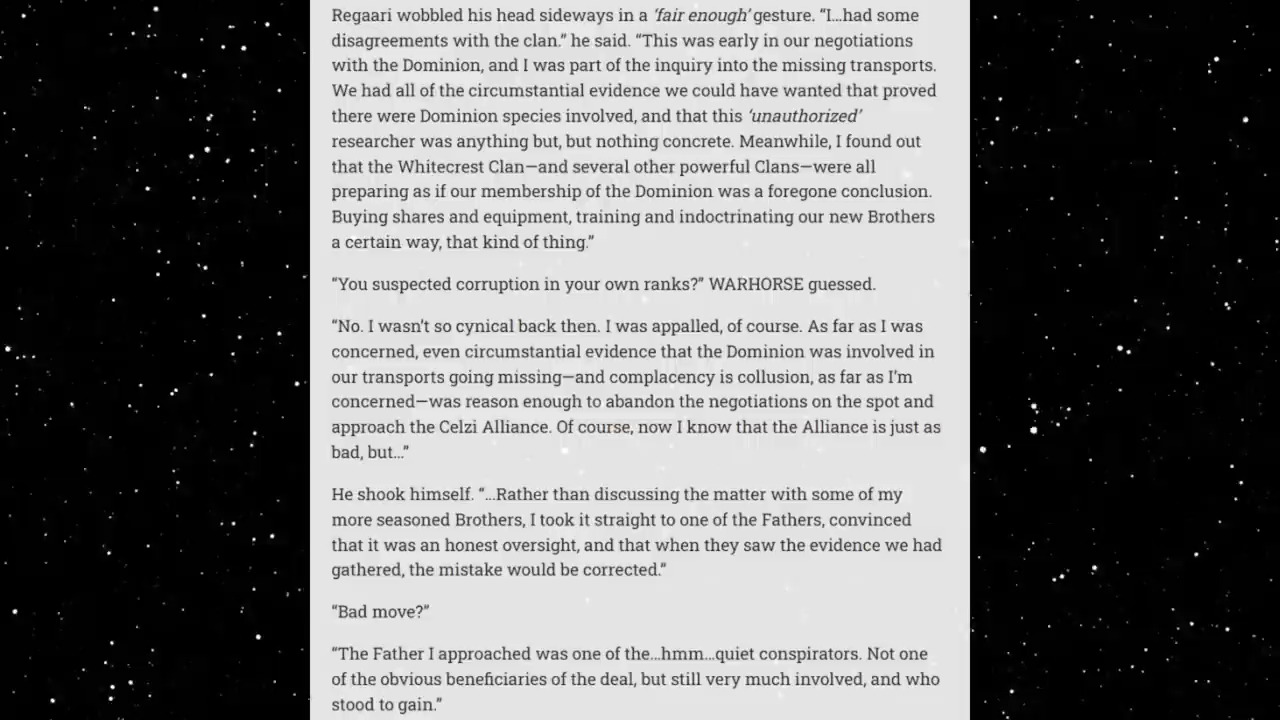 Regaari wobbled his head sideways in a ‘fair enough’ gesture. “I…had some
disagreements with the clan.” he said. “This was early in our negotiations
with the Dominion, and I was part of the inquiry into the missing transports.
We had all of the circumstantial evidence we could have wanted that proved
there were Dominion species involved, and that this ‘unauthorized’
researcher was anything but, but nothing concrete. Meanwhile, I found out
that the Whitecrest Clan—and several other powerful Clans—were all
preparing as if our membership of the Dominion was a foregone conclusion.
Buying shares and equipment, training and indoctrinating our new Brothers
a certain way, that kind of thing.”
“You suspected corruption in your own ranks?” WARHORSE guessed.
“No. I wasn’t so cynical back then. I was appalled, of course. As far as I was
concerned, even circumstantial evidence that the Dominion was involved in
our transports going missing—and complacency is collusion, as far as I’m
concerned—was reason enough to abandon the negotiations on the spot and
approach the Celzi Alliance. Of course, now I know that the Alliance is just as
bad, but…”
He shook himself. “…Rather than discussing the matter with some of my
more seasoned Brothers, I took it straight to one of the Fathers, convinced
that it was an honest oversight, and that when they saw the evidence we had
gathered, the mistake would be corrected.”
“Bad move?”
“The Father I approached was one of the…hmm…quiet conspirators. Not one
of the obvious beneficiaries of the deal, but still very much involved, and who
stood to gain.”